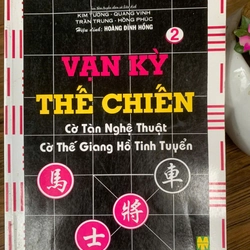 KIM TƯỜNG - QUANG VINH
TRẦN TRUNG - HỒNG PHÚC
Hiệu đính: HOÀNG ĐÌNH HỒNG
2
VẠN KỲ
THẾ CHIẾN
Cờ Tàn Nghệ Thuật
Cờ Thế Giang Hồ Tinh Tuyển
馬
車
將
士